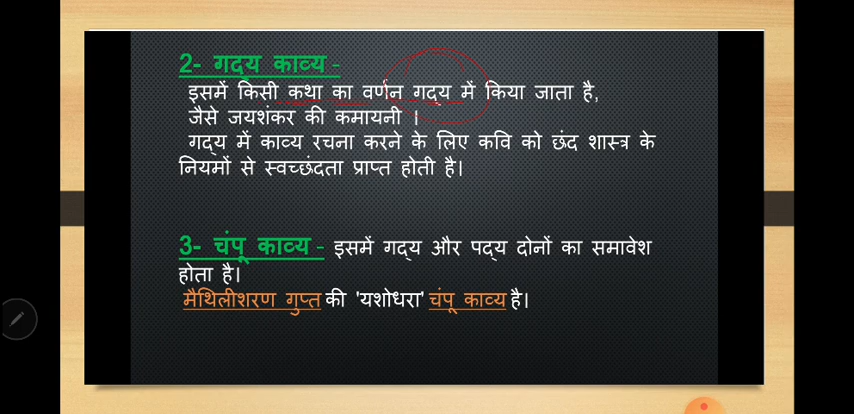 2- गद्य काव्य -
इसमें किसी कथा का वर्णन गद्य में किया जाता है,
जैसे जयशंकर की कमायनी ।
गद्य में काव्य रचना करने के लिए कवि को छंद शास्त्र के
नियमों से स्वच्छंदता प्राप्त होती है।
3- चंपू काव्य - इसमें गद्य और पद्य दोनों का समावेश
होता है।
मैथिलीशरण गुप्त की 'यशोधरा' चंपू काव्य है।